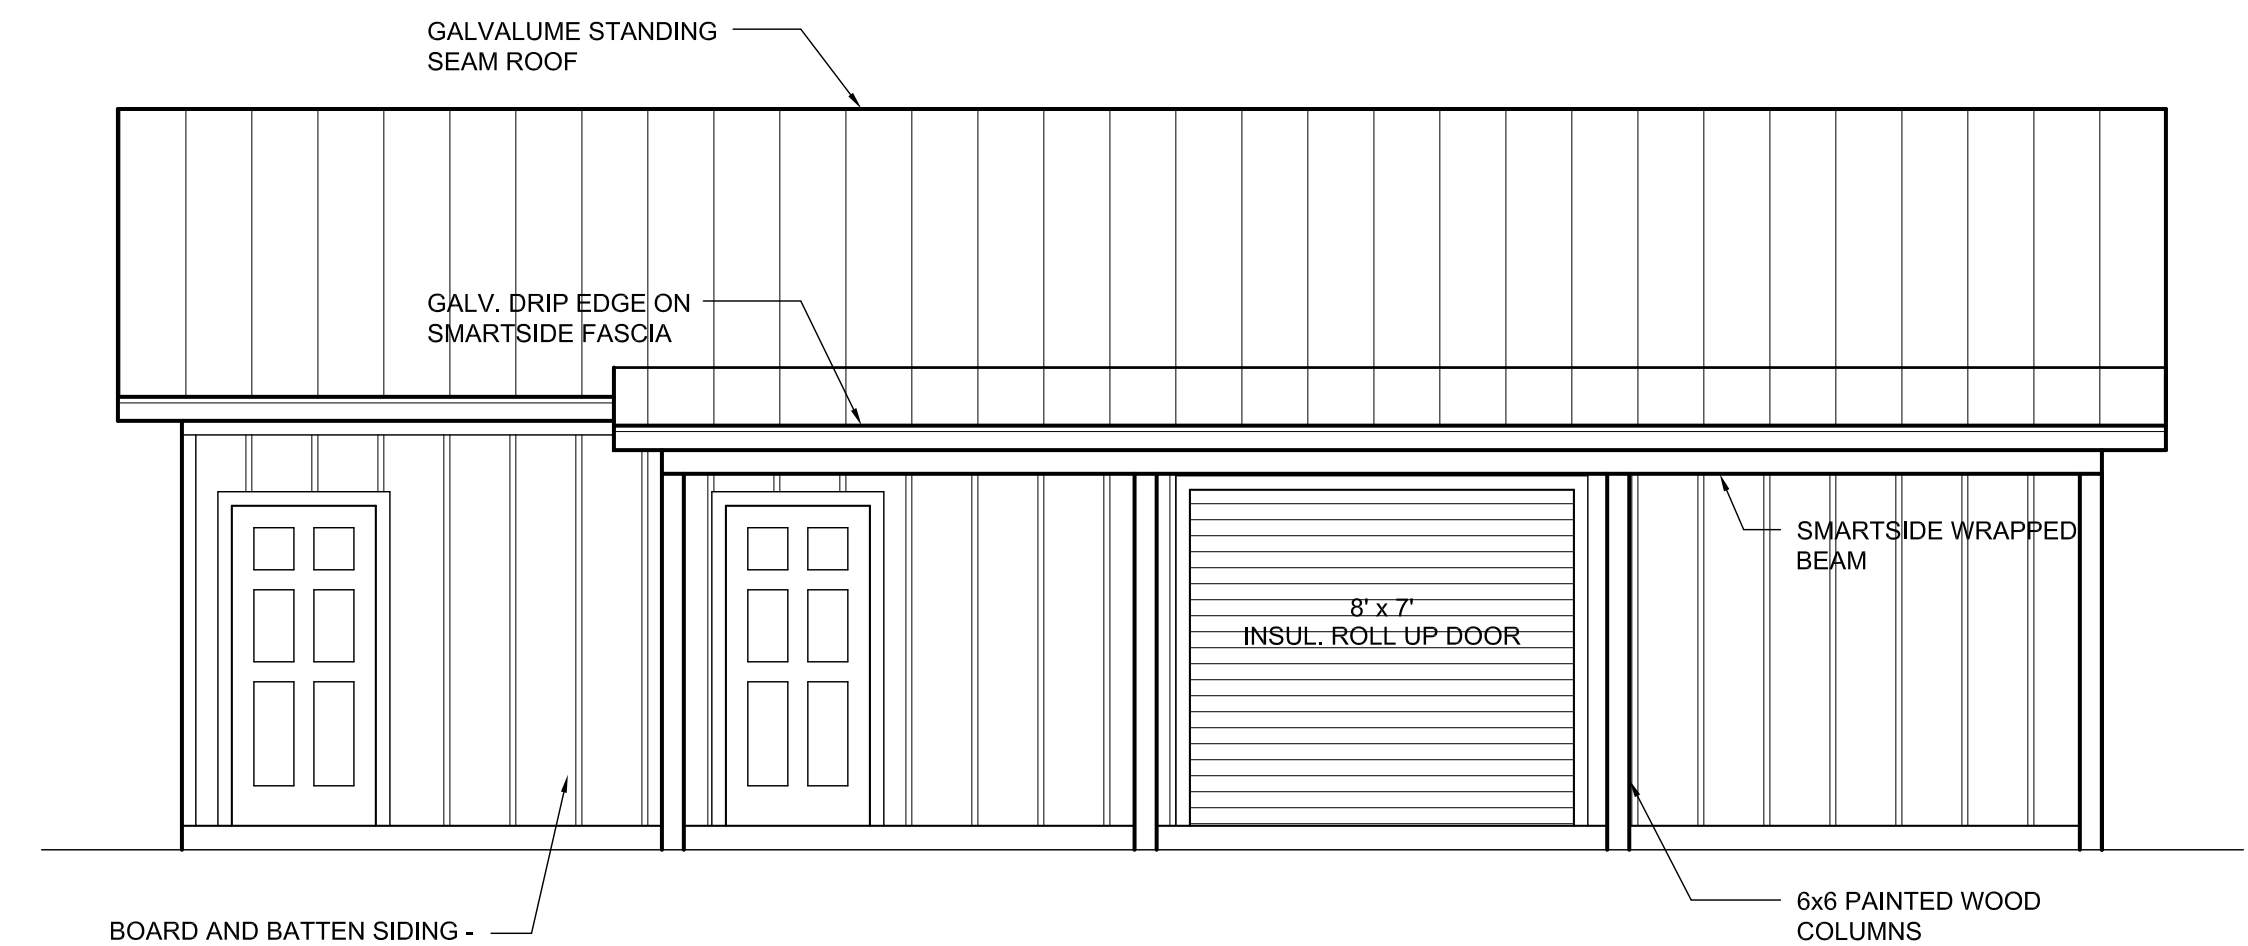 GALVALUME STANDING
SEAM ROOF
GALV. DRIP EDGE ON
SMARTSIDE FASCIA
SMARTSIDE WRAPPED
BEAM
8' x 7'
INSUL. ROLL UP DOOR
6x6 PAINTED WOOD
COLUMNS
BOARD AND BATTEN SIDING -